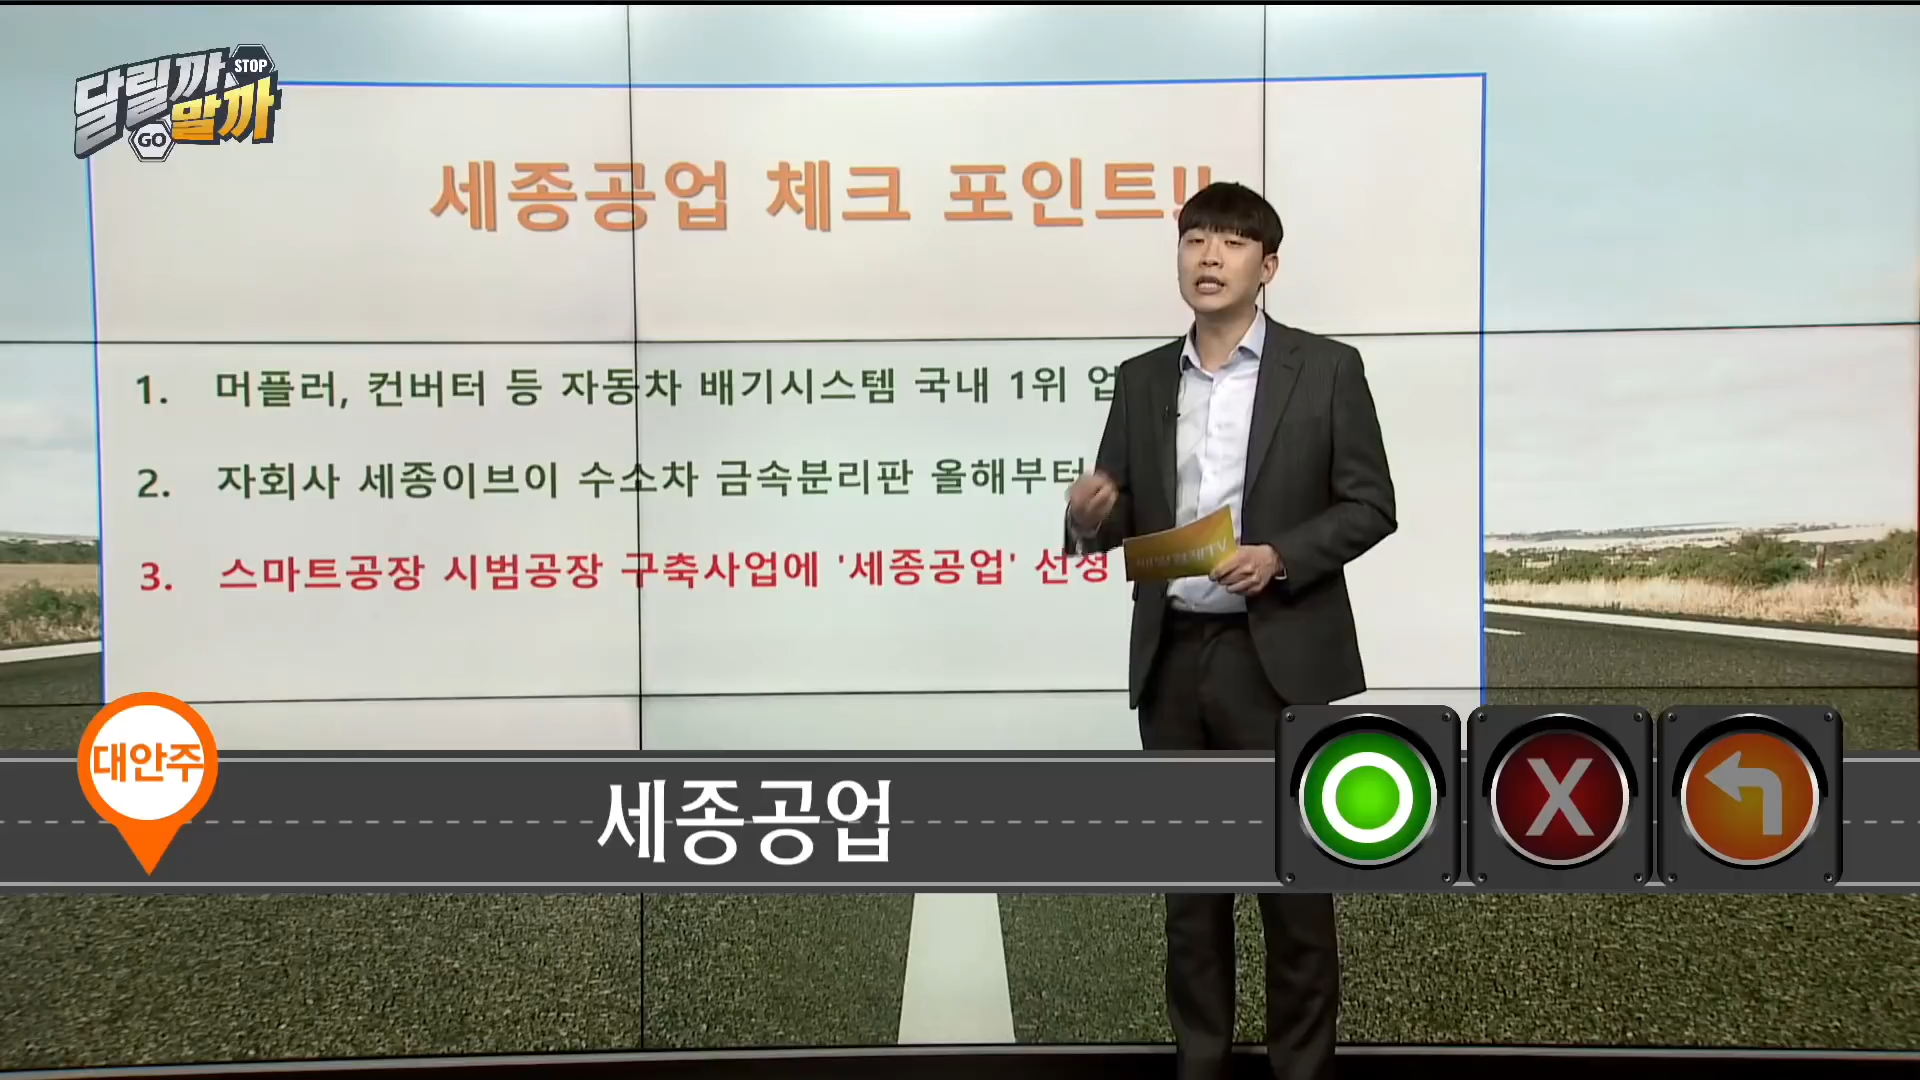 달릴까 STOP
GO 말까
세종공업 체크 포인트!!
1. 머플러, 컨버터 등 자동차 배기시스템 국내 1위
2. 자회사 세종이브이 수소차 금속분리판 올해부터
3. 스마트공장 시범공장 구축사업에 '세종공업' 선정
대안주
세종공업
X